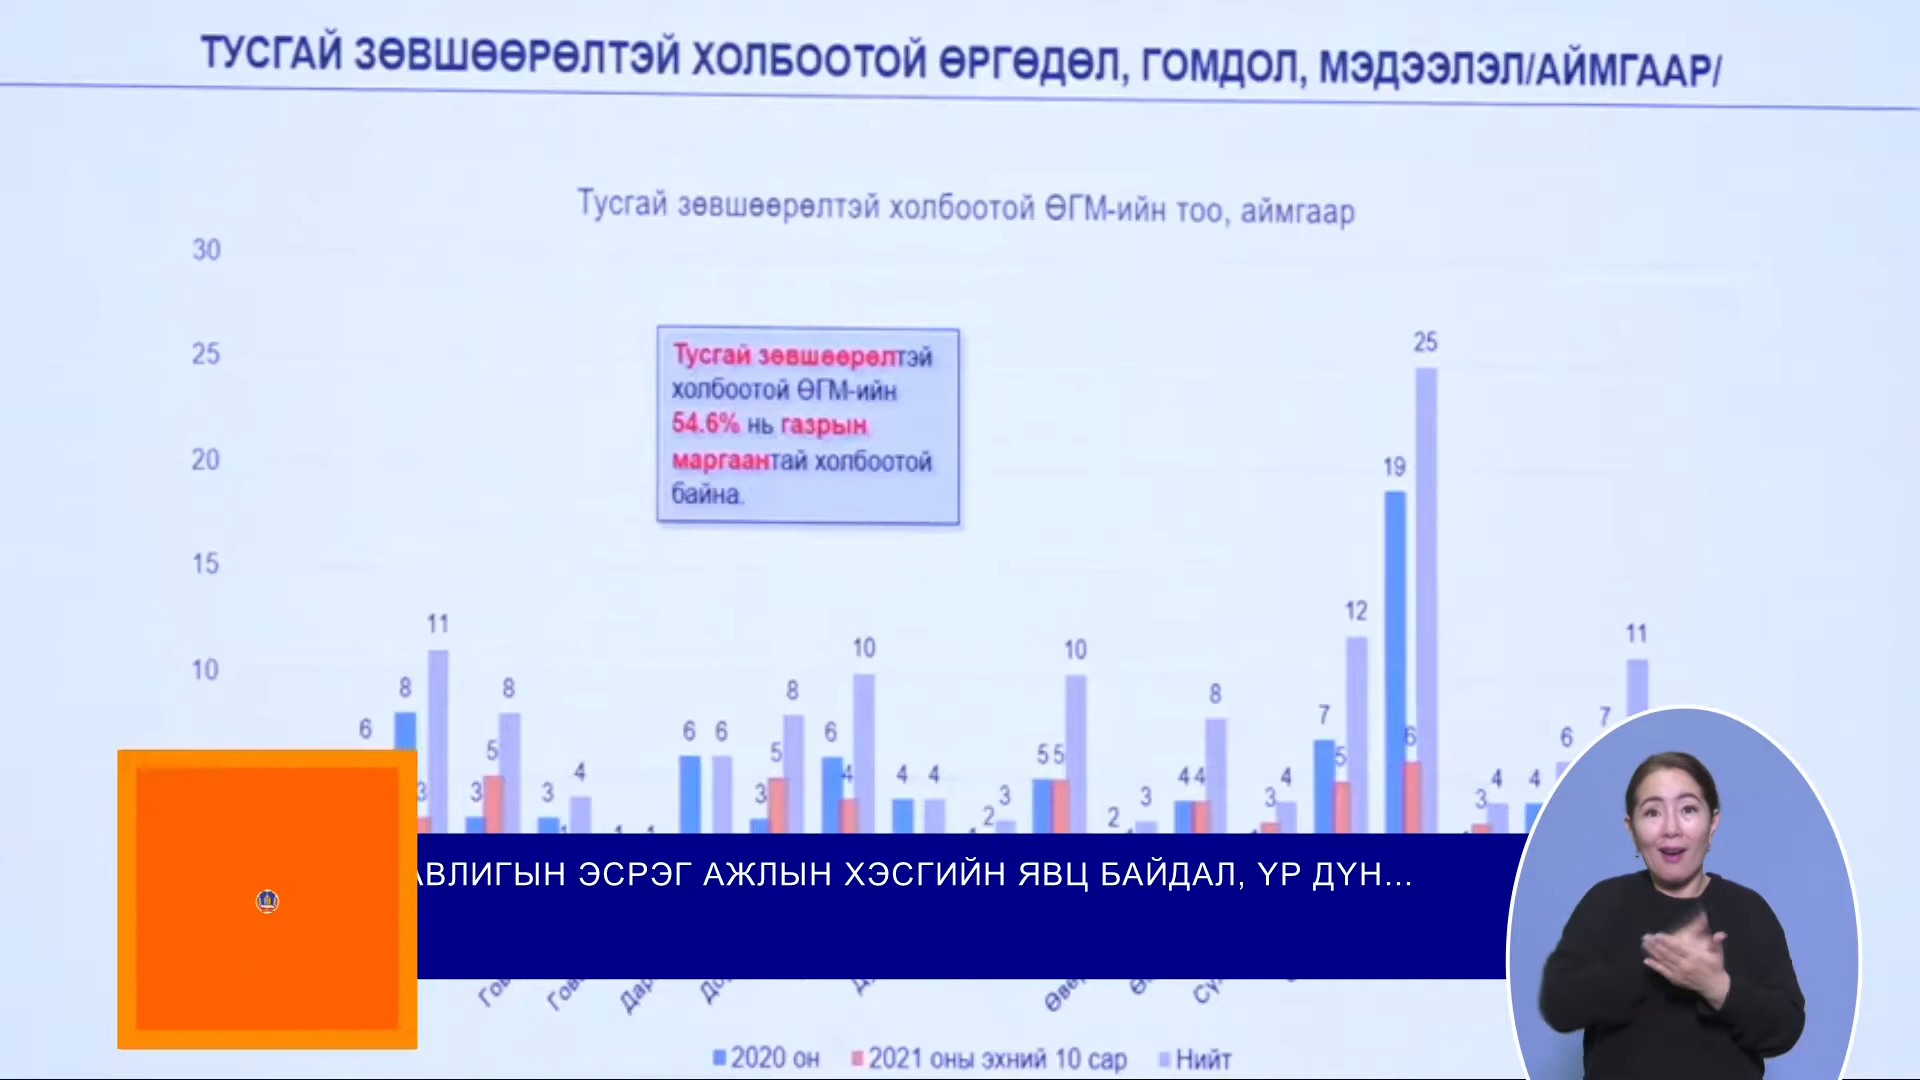 ТУСГАЙ ЗӨВШӨӨРӨЛТЭЙ ХОЛБООТОЙ ӨРГӨДӨЛ, ГОМДОЛ, МЭДЭЭЛЭЛ/АЙМГААР/
Тусгай зөвшөөрөлтэй холбоотой ӨГМ-ийн тоо, аймгаар
30
25
20
15
10
Тусгай зөвшөөрөлтэй
холбоотой ӨГМ-ийн
54.6% нь газрын
маргаантай холбоотой
байна.
6 8 3 11
3 5 8
3 4
6 6
3 5 8
6 4 10
4 4
2 3
5 5 10
2 3
4 4 8
3 4
7 5 12
19 6 25
3 4
4 6
7 11
АВЛИГЫН ЭСРЭГ АЖЛЫН ХЭСГИЙН ЯВЦ БАЙДАЛ, ҮР ДҮН...
2020 он 2021 оны эхний 10 сар Нийт